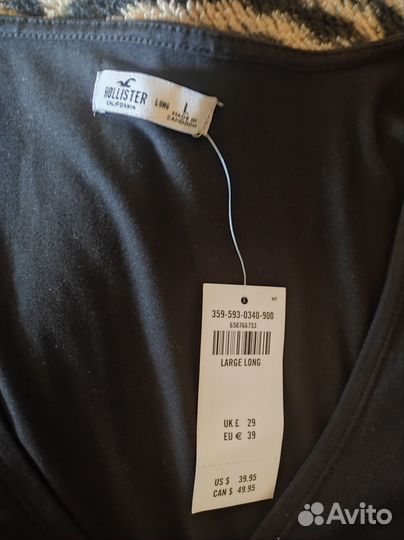 HOLLISTER
CALIFORNIA
LONG L
MADE IN
CAMBODIA
HIT
359-593-0340-900
650766753
LARGE LONG
UK £ 29
EU € 39
US $ 39.95
CAN $ 49.95
Avito